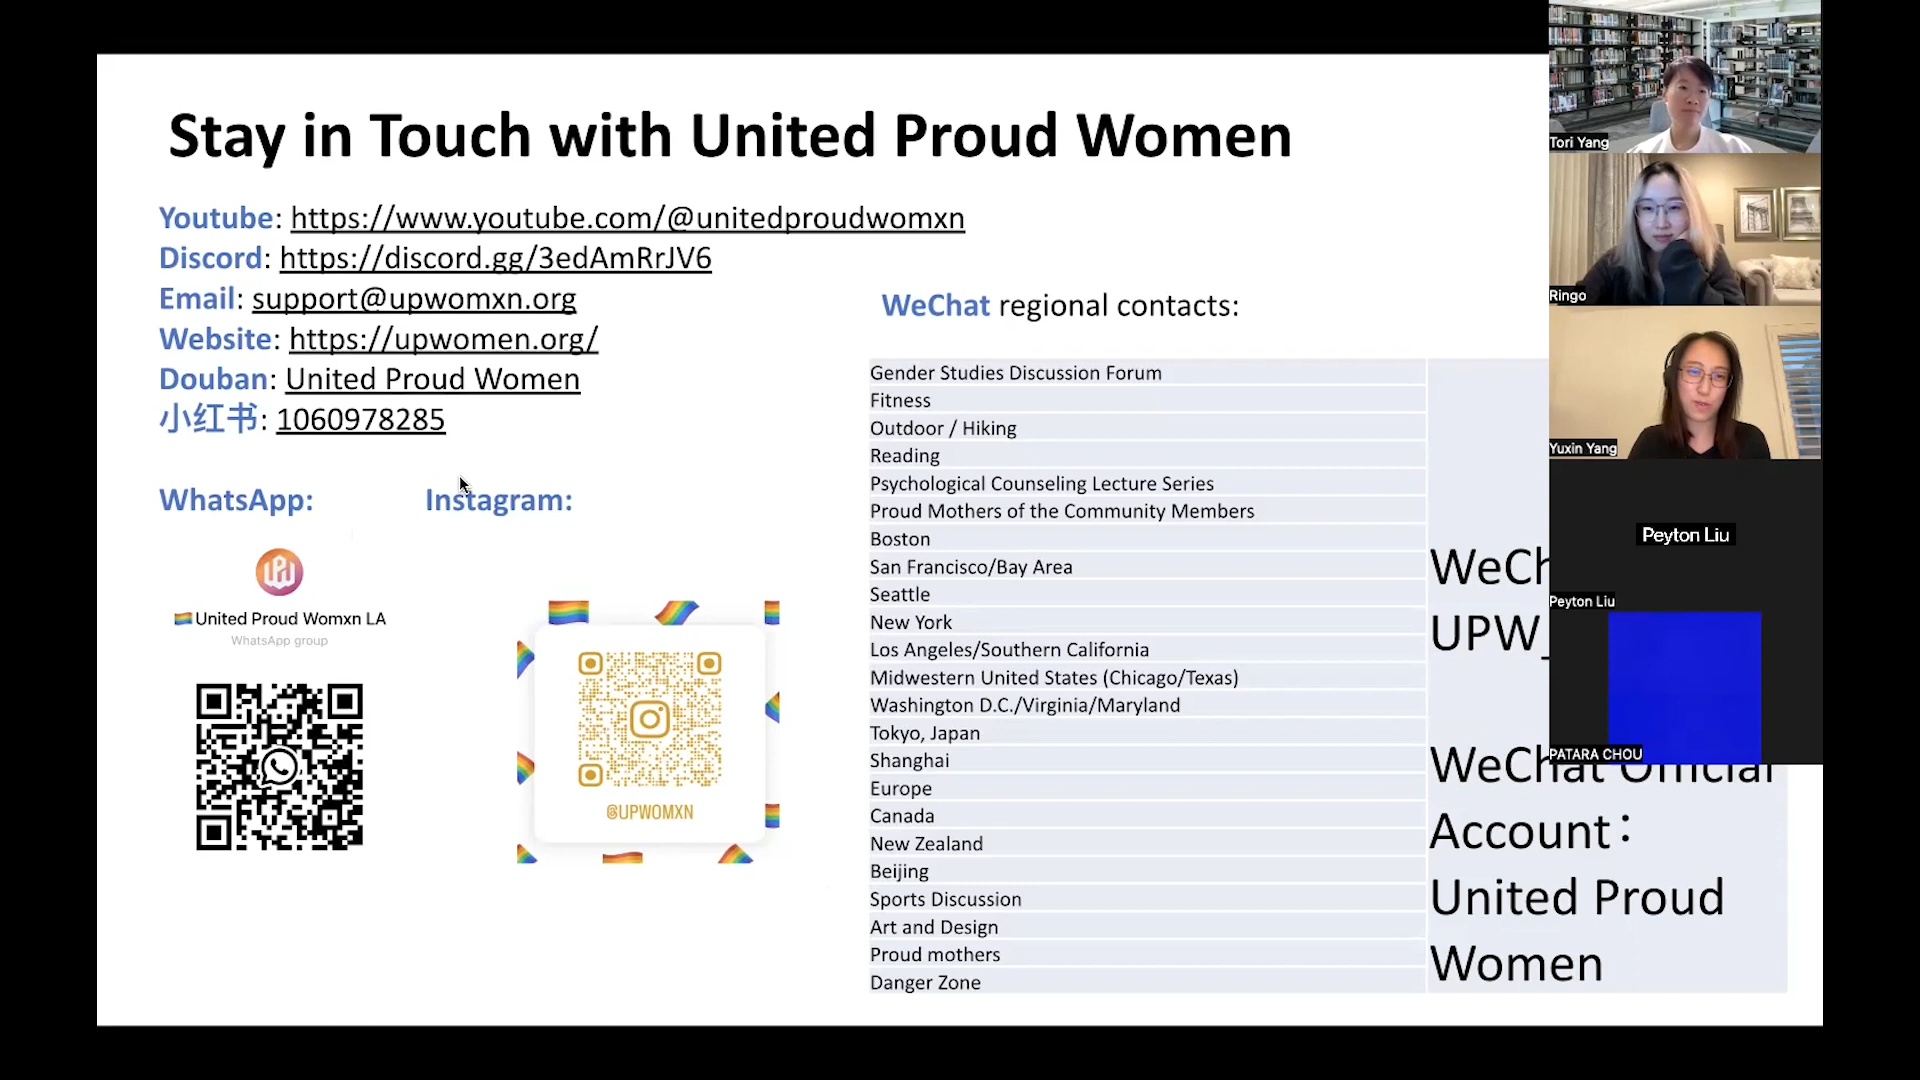 Stay in Touch with United Proud Women
Youtube: https://www.youtube.com/@unitedproudwomxn
Discord: https://discord.gg/3edAmRrJV6
Email: support@upwomxn.org
Website: https://upwomen.org/
Douban: United Proud Women
小红书: 1060978285
WhatsApp:
Instagram:
United Proud Womxn LA
WhatsApp group
@UPWOMXN
WeChat regional contacts:
Gender Studies Discussion Forum
Fitness
Outdoor / Hiking
Reading
Psychological Counseling Lecture Series
Proud Mothers of the Community Members
Boston
San Francisco/Bay Area
Seattle
New York
Los Angeles/Southern California
Midwestern United States (Chicago/Texas)
Washington D.C./Virginia/Maryland
Tokyo, Japan
Shanghai
Europe
Canada
New Zealand
Beijing
Sports Discussion
Art and Design
Proud mothers
Danger Zone
UPW_
WeChat Official
Account：
United Proud
Women
Tori Yang
Ringo
Yuxin Yang
Peyton Liu
Peyton Liu
PATARA CHOU